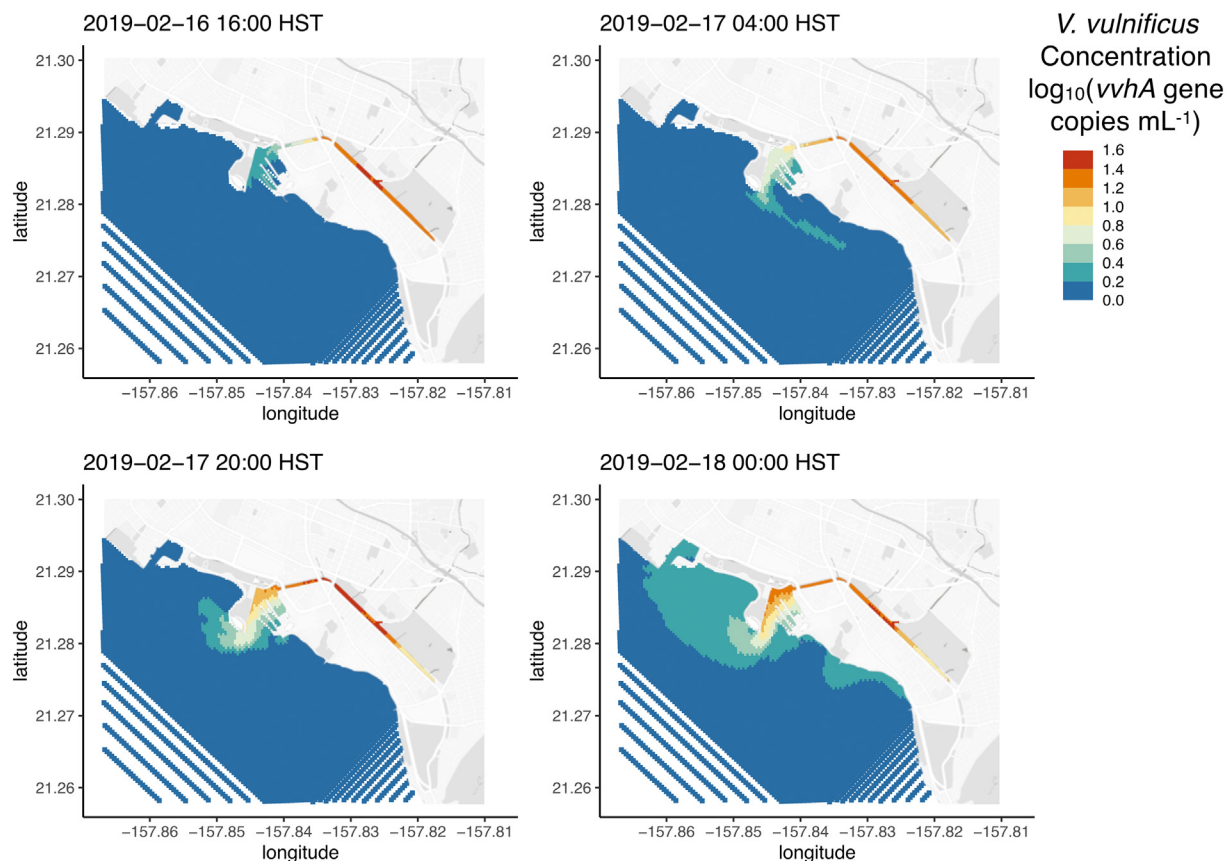 2019−02−16 16:00 HST
21.30
21.29
21.28
21.27
21.26
latitude
−157.86 −157.85 −157.84 −157.83 −157.82 −157.81
longitude
2019−02−17 04:00 HST
21.30
21.29
21.28
21.27
21.26
latitude
−157.86 −157.85 −157.84 −157.83 −157.82 −157.81
longitude
V. vulnificus
Concentration
log₁₀(vvhA gene
copies mL⁻¹)
1.6
1.4
1.2
1.0
0.8
0.6
0.4
0.2
0.0
2019−02−17 20:00 HST
21.30
21.29
21.28
21.27
21.26
latitude
−157.86 −157.85 −157.84 −157.83 −157.82 −157.81
longitude
2019−02−18 00:00 HST
21.30
21.29
21.28
21.27
21.26
latitude
−157.86 −157.85 −157.84 −157.83 −157.82 −157.81
longitude